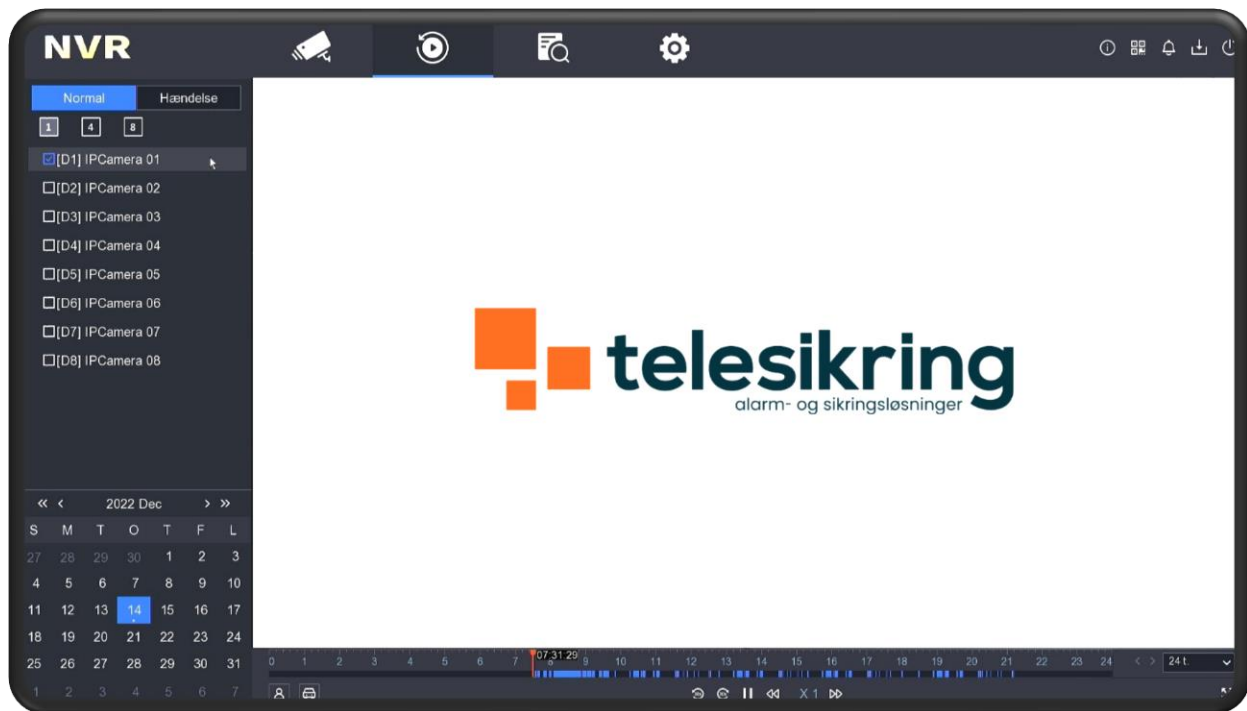 NVR
Normal Hændelse
1 4 8
[D1] IPCamera 01
[D2] IPCamera 02
[D3] IPCamera 03
[D4] IPCamera 04
[D5] IPCamera 05
[D6] IPCamera 06
[D7] IPCamera 07
[D8] IPCamera 08
telesikring
alarm- og sikringsløsninger
2022 Dec
S M T O T F L
27 28 29 30 1 2 3
4 5 6 7 8 9 10
11 12 13 14 15 16 17
18 19 20 21 22 23 24
25 26 27 28 29 30 31
1 2 3 4 5 6 7
07:31:29
0 1 2 3 4 5 6 7 8 9 10 11 12 13 14 15 16 17 18 19 20 21 22 23 24 24 t.
X 1